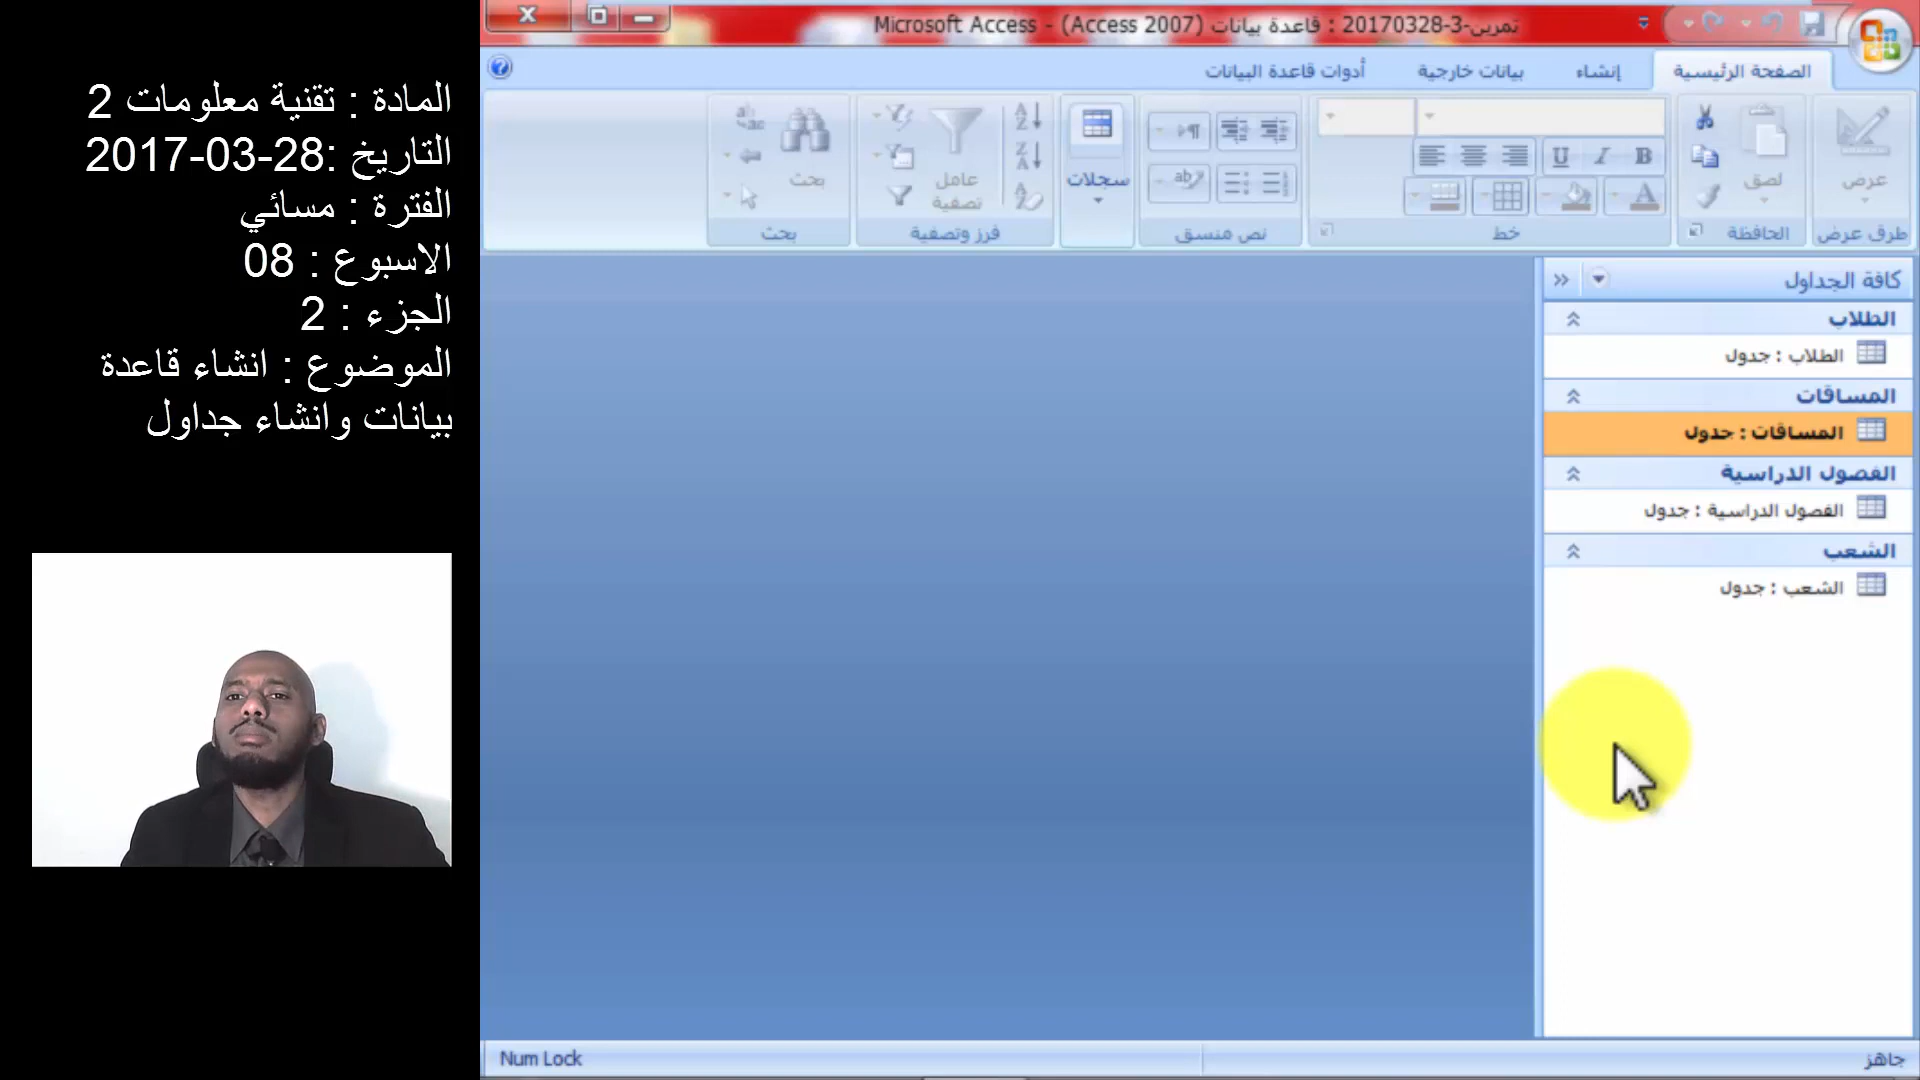 المادة : تقنية معلومات 2
التاريخ :28-03-2017
الفترة : مسائي
الاسبوع : 08
الجزء : 2
الموضوع : انشاء قاعدة
بيانات وانشاء جداول
تمرين-3-20170328 : قاعدة بيانات (Access 2007) - Microsoft Access
الصفحة الرئيسية
إنشاء
بيانات خارجية
أدوات قاعدة البيانات
عرض
لصق
B I U
A
سجلات
عامل
تصفية
بحث
طرق عرض
الحافظة
خط
نص منسق
فرز وتصفية
بحث
كافة الجداول
الطلاب
الطلاب : جدول
المساقات
المساقات : جدول
الفصول الدراسية
الفصول الدراسية : جدول
الشعب
الشعب : جدول
جاهز
Num Lock